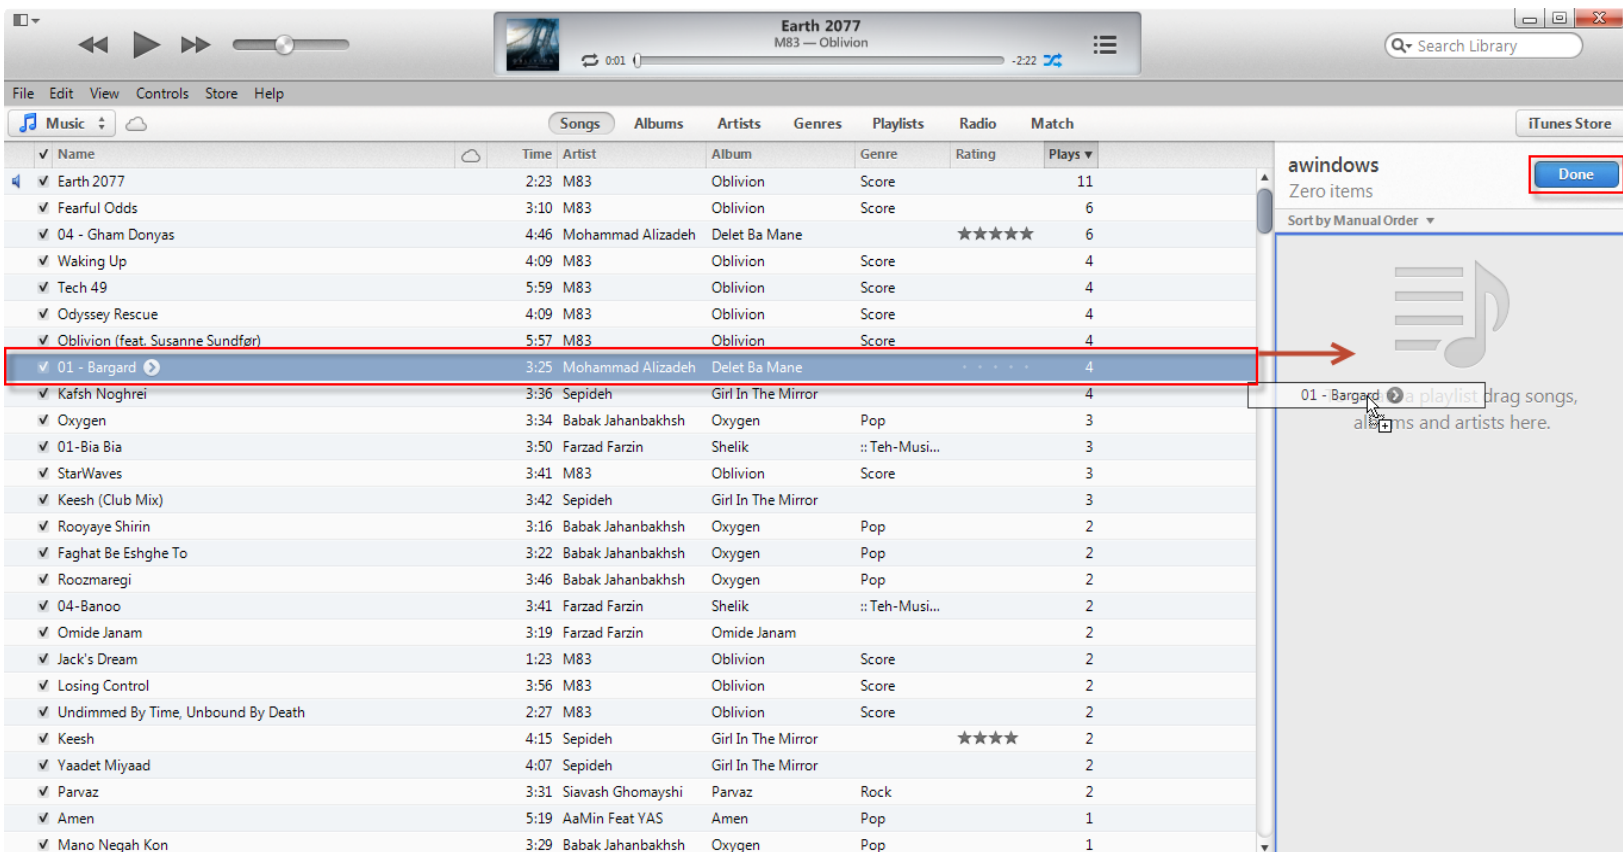 Earth 2077
M83 — Oblivion
OBLIVION
0:01 -2:22
Search Library
File Edit View Controls Store Help
Music Songs Albums Artists Genres Playlists Radio Match iTunes Store
Name Time Artist Album Genre Rating Plays
Earth 2077 2:23 M83 Oblivion Score 11
Fearful Odds 3:10 M83 Oblivion Score 6
04 - Gham Donyas 4:46 Mohammad Alizadeh Delet Ba Mane ★★★★★ 6
Waking Up 4:09 M83 Oblivion Score 4
Tech 49 5:59 M83 Oblivion Score 4
Odyssey Rescue 4:09 M83 Oblivion Score 4
Oblivion (feat. Susanne Sundfør) 5:57 M83 Oblivion Score 4
01 - Bargard 3:25 Mohammad Alizadeh Delet Ba Mane 4
Kafsh Noghrei 3:36 Sepideh Girl In The Mirror 4
Oxygen 3:34 Babak Jahanbakhsh Oxygen Pop 3
01-Bia Bia 3:50 Farzad Farzin Shelik :: Teh-Musi... 3
StarWaves 3:41 M83 Oblivion Score 3
Keesh (Club Mix) 3:42 Sepideh Girl In The Mirror 3
Rooyaye Shirin 3:16 Babak Jahanbakhsh Oxygen Pop 2
Faghat Be Eshghe To 3:22 Babak Jahanbakhsh Oxygen Pop 2
Roozmaregi 3:46 Babak Jahanbakhsh Oxygen Pop 2
04-Banoo 3:41 Farzad Farzin Shelik :: Teh-Musi... 2
Omide Janam 3:19 Farzad Farzin Omide Janam 2
Jack's Dream 1:23 M83 Oblivion Score 2
Losing Control 3:56 M83 Oblivion Score 2
Undimmed By Time, Unbound By Death 2:27 M83 Oblivion Score 2
Keesh 4:15 Sepideh Girl In The Mirror ★★★★ 2
Yaadet Miyaad 4:07 Sepideh Girl In The Mirror 2
Parvaz 3:31 Siavash Ghomayshi Parvaz Rock 2
Amen 5:19 AaMin Feat YAS Amen Pop 1
Mano Negah Kon 3:29 Babak Jahanbakhsh Oxygen Pop 1
awindows
Done
Zero items
Sort by Manual Order
01 - Bargard a playlist drag songs,
and artists here.